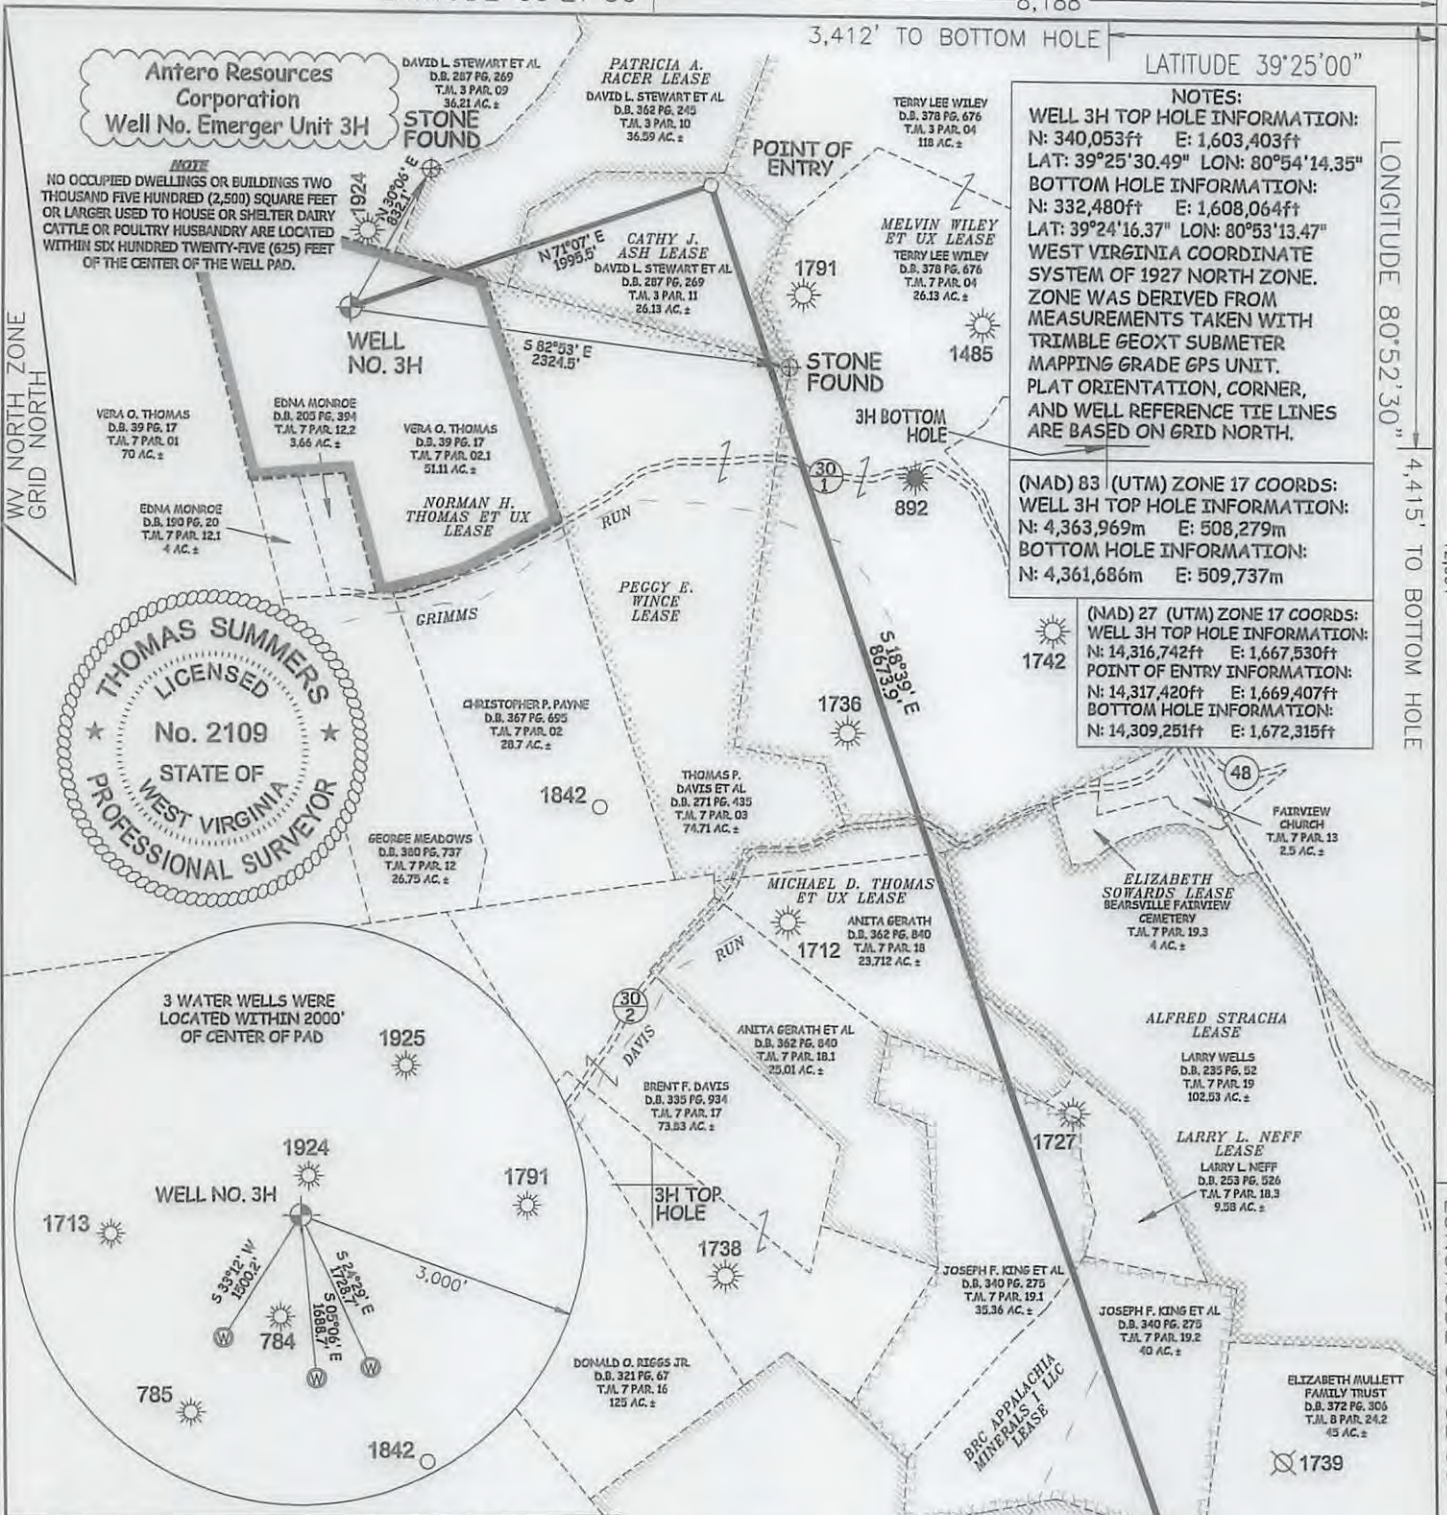 8,188
3,412' TO BOTTOM HOLE
LATITUDE 39°25'00"
Antero Resources
Corporation
Well No. Emerger Unit 3H
NOTE
NO OCCUPIED DWELLINGS OR BUILDINGS TWO
THOUSAND FIVE HUNDRED (2,500) SQUARE FEET
OR LARGER USED TO HOUSE OR SHELTER DAIRY
CATTLE OR POULTRY HUSBANDRY ARE LOCATED
WITHIN SIX HUNDRED TWENTY-FIVE (625) FEET
OF THE CENTER OF THE WELL PAD.
DAVID L. STEWART ET AL
D.B. 287 PG. 269
T.M. 3 PAR. 09
36.21 AC. ±
STONE
FOUND
1924
N 30°06' E
832.1'
PATRICIA A.
RACER LEASE
DAVID L. STEWART ET AL
D.B. 362 PG. 245
T.M. 3 PAR. 10
36.59 AC. ±
POINT OF
ENTRY
TERRY LEE WILEY
D.B. 378 PG. 676
T.M. 3 PAR. 04
118 AC. ±
MELVIN WILEY
ET UX LEASE
TERRY LEE WILEY
D.B. 378 PG. 676
T.M. 7 PAR. 04
26.13 AC. ±
NOTES:
WELL 3H TOP HOLE INFORMATION:
N: 340,053ft E: 1,603,403ft
LAT: 39°25'30.49" LON: 80°54'14.35"
BOTTOM HOLE INFORMATION:
N: 332,480ft E: 1,608,064ft
LAT: 39°24'16.37" LON: 80°53'13.47"
WEST VIRGINIA COORDINATE
SYSTEM OF 1927 NORTH ZONE.
ZONE WAS DERIVED FROM
MEASUREMENTS TAKEN WITH
TRIMBLE GEOXT SUBMETER
MAPPING GRADE GPS UNIT.
PLAT ORIENTATION, CORNER,
AND WELL REFERENCE TIE LINES
ARE BASED ON GRID NORTH.
LONGITUDE 80°52'30"
4,415' TO BOTTOM HOLE
(NAD) 83 (UTM) ZONE 17 COORDS:
WELL 3H TOP HOLE INFORMATION:
N: 4,363,969m E: 508,279m
BOTTOM HOLE INFORMATION:
N: 4,361,686m E: 509,737m
(NAD) 27 (UTM) ZONE 17 COORDS:
WELL 3H TOP HOLE INFORMATION:
N: 14,316,742ft E: 1,667,530ft
POINT OF ENTRY INFORMATION:
N: 14,317,420ft E: 1,669,407ft
BOTTOM HOLE INFORMATION:
N: 14,309,251ft E: 1,672,315ft
N 71°07' E
1995.5'
CATHY J.
ASH LEASE
DAVID L. STEWART ET AL
D.B. 287 PG. 269
T.M. 3 PAR. 11
26.13 AC. ±
1791
1485
WELL
NO. 3H
S 82°53' E
2324.5'
STONE
FOUND
3H BOTTOM
HOLE
WV NORTH ZONE
GRID NORTH
VERA O. THOMAS
D.B. 39 PG. 17
T.M. 7 PAR. 01
70 AC. ±
EDNA MONROE
D.B. 205 PG. 394
T.M. 7 PAR. 12.2
3.66 AC. ±
VERA O. THOMAS
D.B. 39 PG. 17
T.M. 7 PAR. 02.1
51.11 AC. ±
NORMAN H.
THOMAS ET UX
LEASE
EDNA MONROE
D.B. 190 PG. 20
T.M. 7 PAR. 12.1
4 AC. ±
GRIMMS
RUN
30
1
892
PEGGY E.
WINCE
LEASE
1742
S 18°39' E
8673.9'
1736
THOMAS SUMMERS
LICENSED
No. 2109
STATE OF
WEST VIRGINIA
PROFESSIONAL SURVEYOR
CHRISTOPHER P. PAYNE
D.B. 367 PG. 695
T.M. 7 PAR. 02
28.7 AC. ±
1842
THOMAS P.
DAVIS ET AL
D.B. 271 PG. 435
T.M. 7 PAR. 03
74.71 AC. ±
GEORGE MEADOWS
D.B. 380 PG. 737
T.M. 7 PAR. 12
26.75 AC. ±
48
FAIRVIEW
CHURCH
T.M. 7 PAR. 13
2.5 AC. ±
ELIZABETH
SOWARDS LEASE
BEARSVILLE FAIRVIEW
CEMETERY
T.M. 7 PAR. 19.3
4 AC. ±
MICHAEL D. THOMAS
ET UX LEASE
ANITA GERATH
D.B. 362 PG. 840
T.M. 7 PAR. 18
23.712 AC. ±
1712
RUN
DAVIS
30
2
ANITA GERATH ET AL
D.B. 362 PG. 840
T.M. 7 PAR. 18.1
25.01 AC. ±
ALFRED STRACHA
LEASE
LARRY WELLS
D.B. 235 PG. 52
T.M. 7 PAR. 19
102.53 AC. ±
BRENT F. DAVIS
D.B. 335 PG. 934
T.M. 7 PAR. 17
73.83 AC. ±
1727
LARRY L. NEFF
LEASE
LARRY L. NEFF
D.B. 253 PG. 526
T.M. 7 PAR. 18.3
9.58 AC. ±
3H TOP
HOLE
1738
3 WATER WELLS WERE
LOCATED WITHIN 2000'
OF CENTER OF PAD
1925
1924
WELL NO. 3H
1791
1713
S 33°12' W
1500.2'
S 05°06' E
1688.7'
S 24°29' E
1728.7'
3,000'
784
W
W
W
785
1842
JOSEPH F. KING ET AL
D.B. 340 PG. 275
T.M. 7 PAR. 19.1
35.36 AC. ±
JOSEPH F. KING ET AL
D.B. 340 PG. 275
T.M. 7 PAR. 19.2
40 AC. ±
DONALD O. RIGGS JR.
D.B. 321 PG. 67
T.M. 7 PAR. 16
125 AC. ±
BRC APPALACHIA
MINERALS I LLC
LEASE
ELIZABETH MULLETT
FAMILY TRUST
D.B. 372 PG. 306
T.M. 8 PAR. 24.2
45 AC. ±
1739